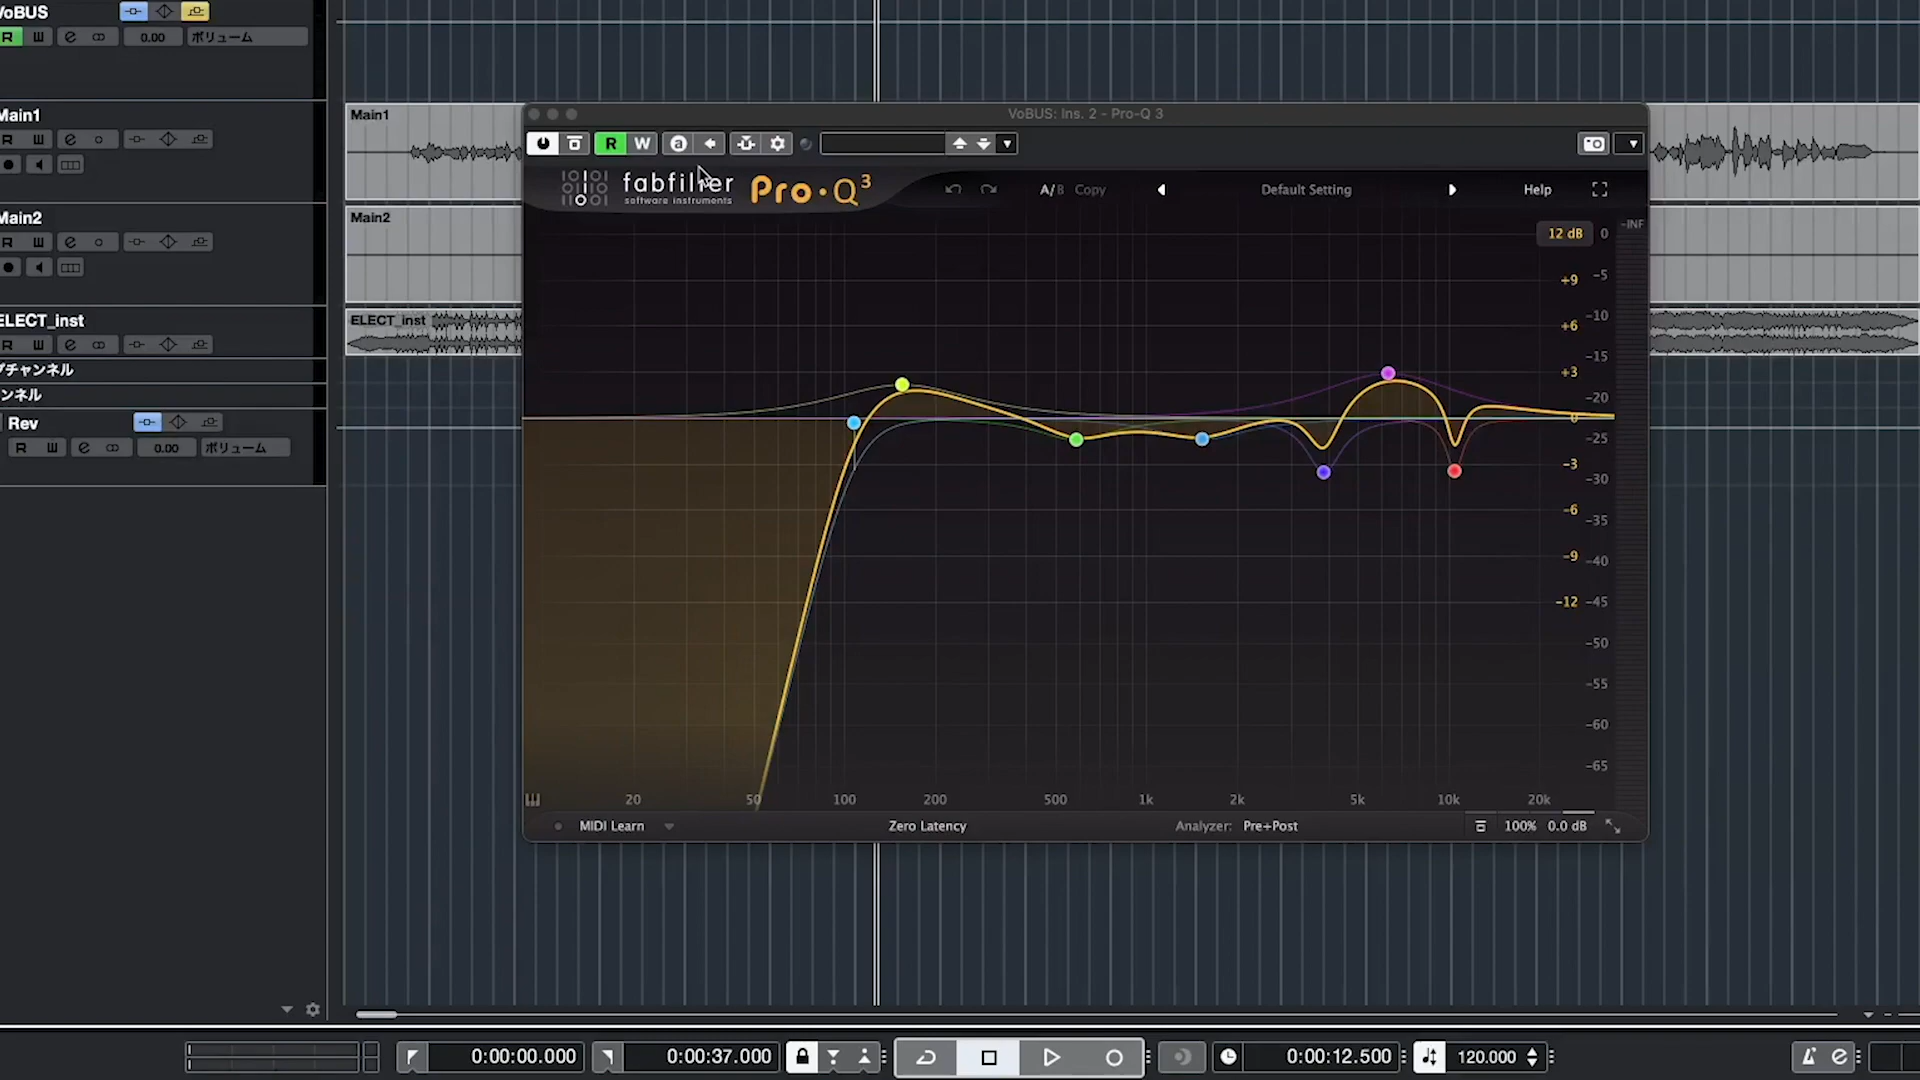 VoBUS
R W e 0.00 ボリューム
Main1
R W e
Main2
R W e
ELECT_inst
R W e
プチャンネル
ンネル
Rev
R W e 0.00 ボリューム
Main1
Main2
ELECT_inst
VoBUS: Ins. 2 - Pro-Q 3
R W a
fabfilter
software instruments
Pro·Q 3
A/B Copy
Default Setting
Help
-INF
12 dB 0
+9 -5
+6 -10
-15
+3 -20
0 -25
-3 -30
-6 -35
-9 -40
-12 -45
-50
-55
-60
-65
20 50 100 200 500 1k 2k 5k 10k 20k
MIDI Learn
Zero Latency
Analyzer: Pre+Post
100% 0.0 dB
0:00:00.000
0:00:37.000
0:00:12.500
120.000